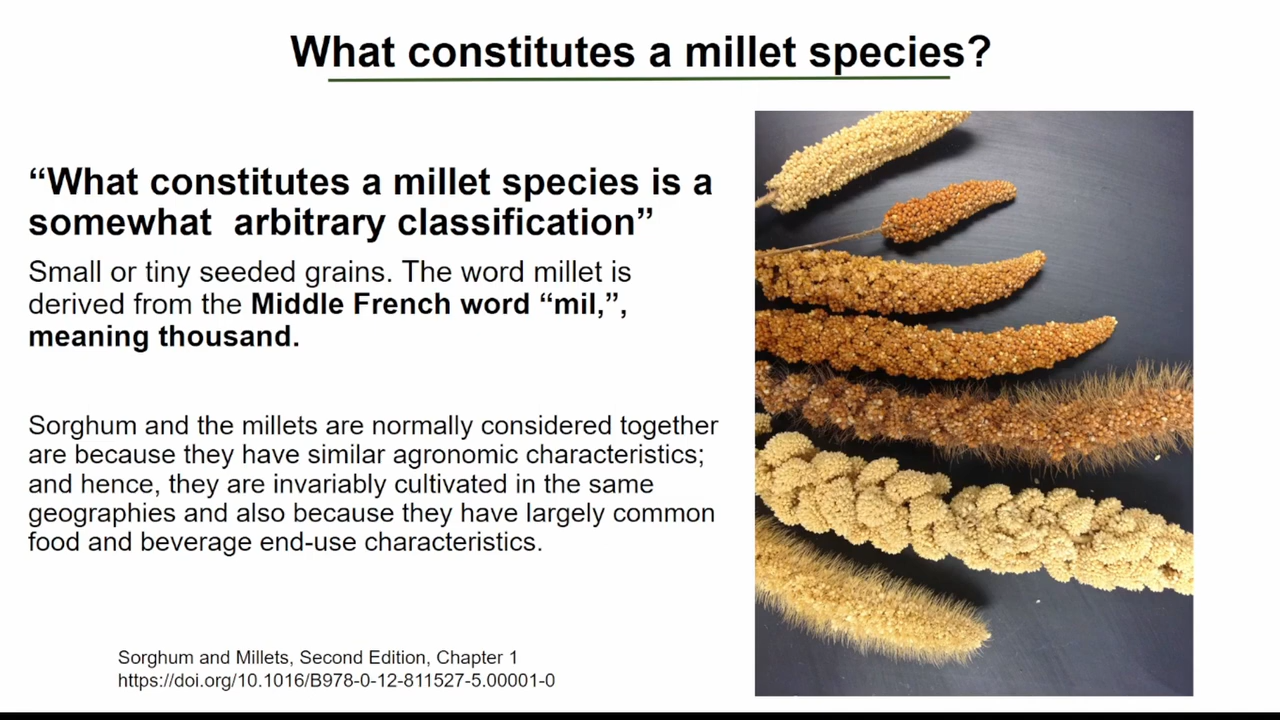 What constitutes a millet species?
“What constitutes a millet species is a
somewhat  arbitrary classification”
Small or tiny seeded grains. The word millet is
derived from the Middle French word “mil,”,
meaning thousand.
Sorghum and the millets are normally considered together
are because they have similar agronomic characteristics;
and hence, they are invariably cultivated in the same
geographies and also because they have largely common
food and beverage end-use characteristics.
Sorghum and Millets, Second Edition, Chapter 1
https://doi.org/10.1016/B978-0-12-811527-5.00001-0